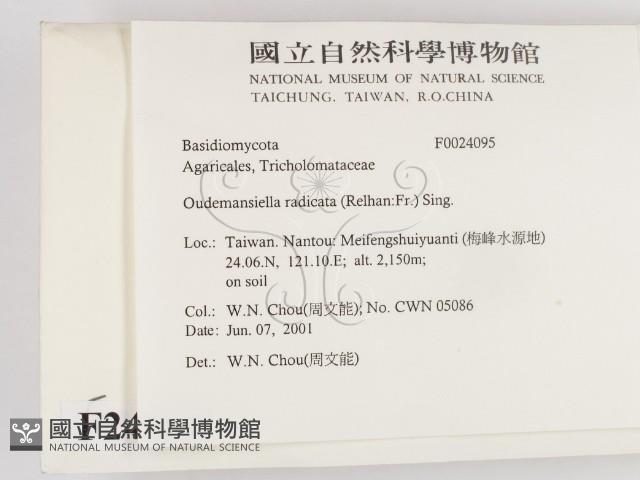 國立自然科學博物館
NATIONAL MUSEUM OF NATURAL SCIENCE
TAICHUNG, TAIWAN, R.O.CHINA
Basidiomycota F0024095
Agaricales, Tricholomataceae
Oudemansiella radicata (Relhan:Fr.) Sing.
Loc.: Taiwan. Nantou: Meifengshuiyuanti (梅峰水源地)
24.06.N, 121.10.E; alt. 2,150m;
on soil
Col.: W.N. Chou(周文能); No. CWN 05086
Date: Jun. 07, 2001
Det.: W.N. Chou(周文能)
F24
國立自然科學博物館
NATIONAL MUSEUM OF NATURAL SCIENCE